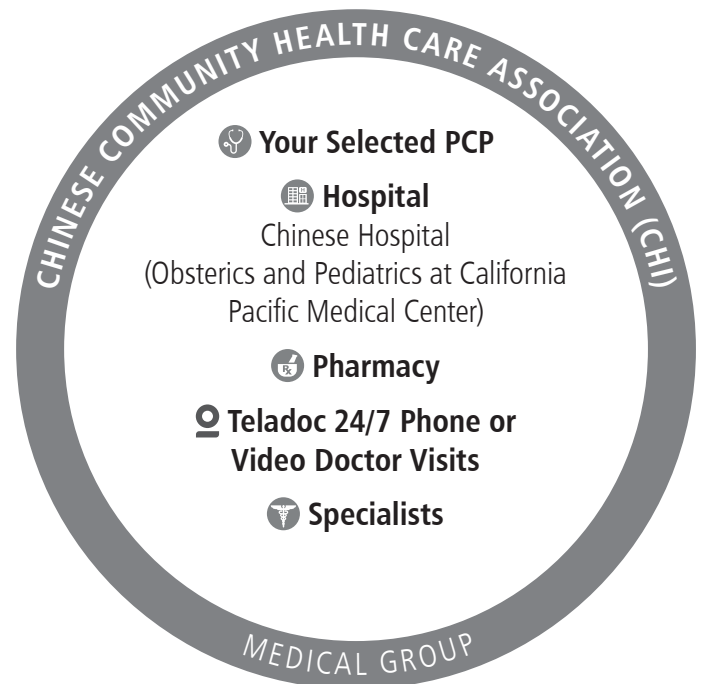 CHINESE COMMUNITY HEALTH CARE ASSOCIATION (CHI)
Your Selected PCP
Hospital
Chinese Hospital
(Obsterics and Pediatrics at California
Pacific Medical Center)
Rx Pharmacy
Teladoc 24/7 Phone or
Video Doctor Visits
Specialists
MEDICAL GROUP